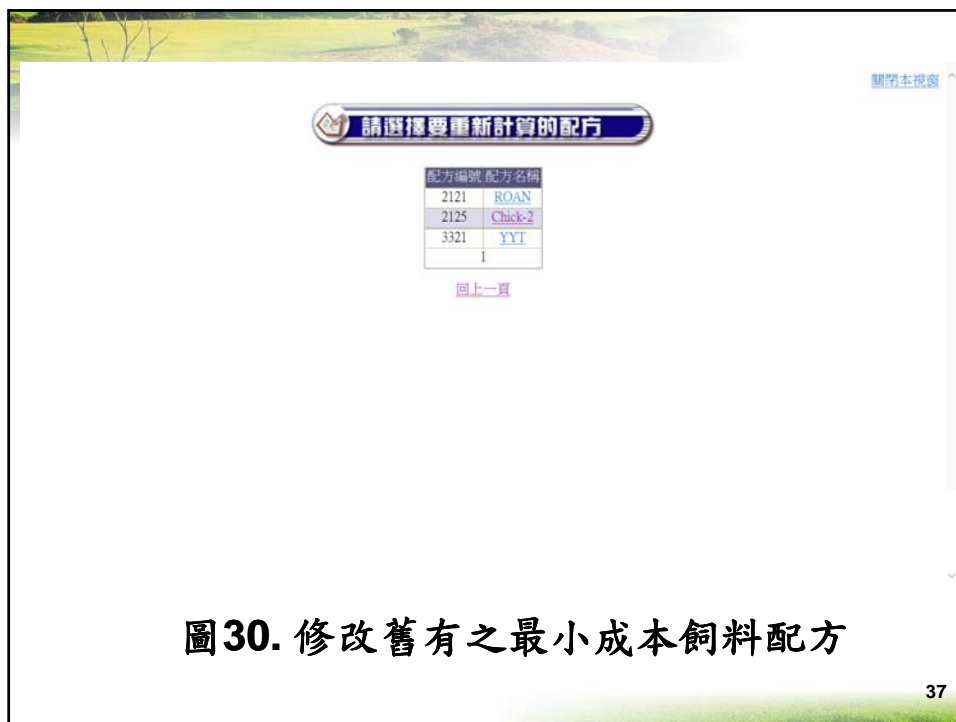 關閉本視窗
請選擇要重新計算的配方
配方編號 配方名稱
2121 ROAN
2125 Chick-2
3321 YYT
1
回上一頁
圖30. 修改舊有之最小成本飼料配方
37